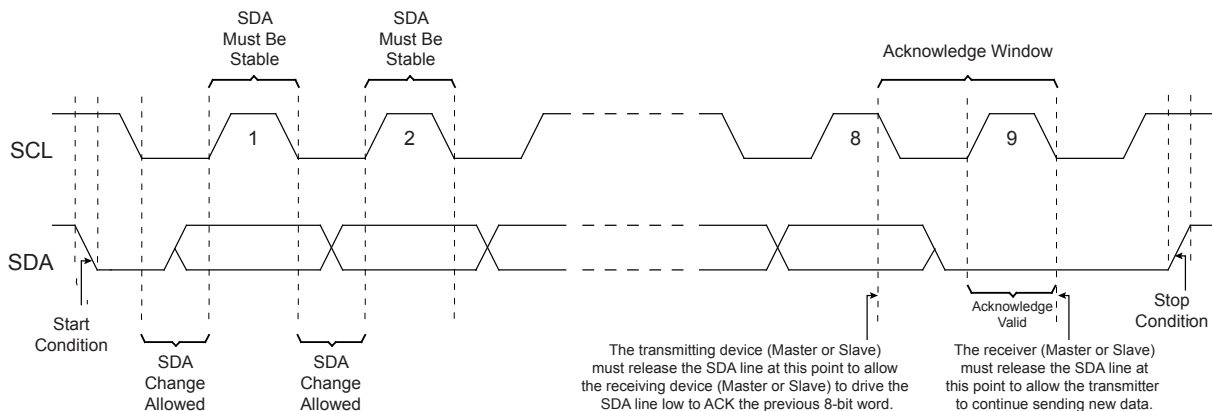 SDA
Must Be
Stable
SDA
Must Be
Stable
Acknowledge Window
SCL
1
2
8
9
SDA
Start
Condition
SDA
Change
Allowed
SDA
Change
Allowed
Acknowledge
Valid
Stop
Condition
The transmitting device (Master or Slave)
must release the SDA line at this point to allow
the receiving device (Master or Slave) to drive the
SDA line low to ACK the previous 8-bit word.
The receiver (Master or Slave)
must release the SDA line at
this point to allow the transmitter
to continue sending new data.